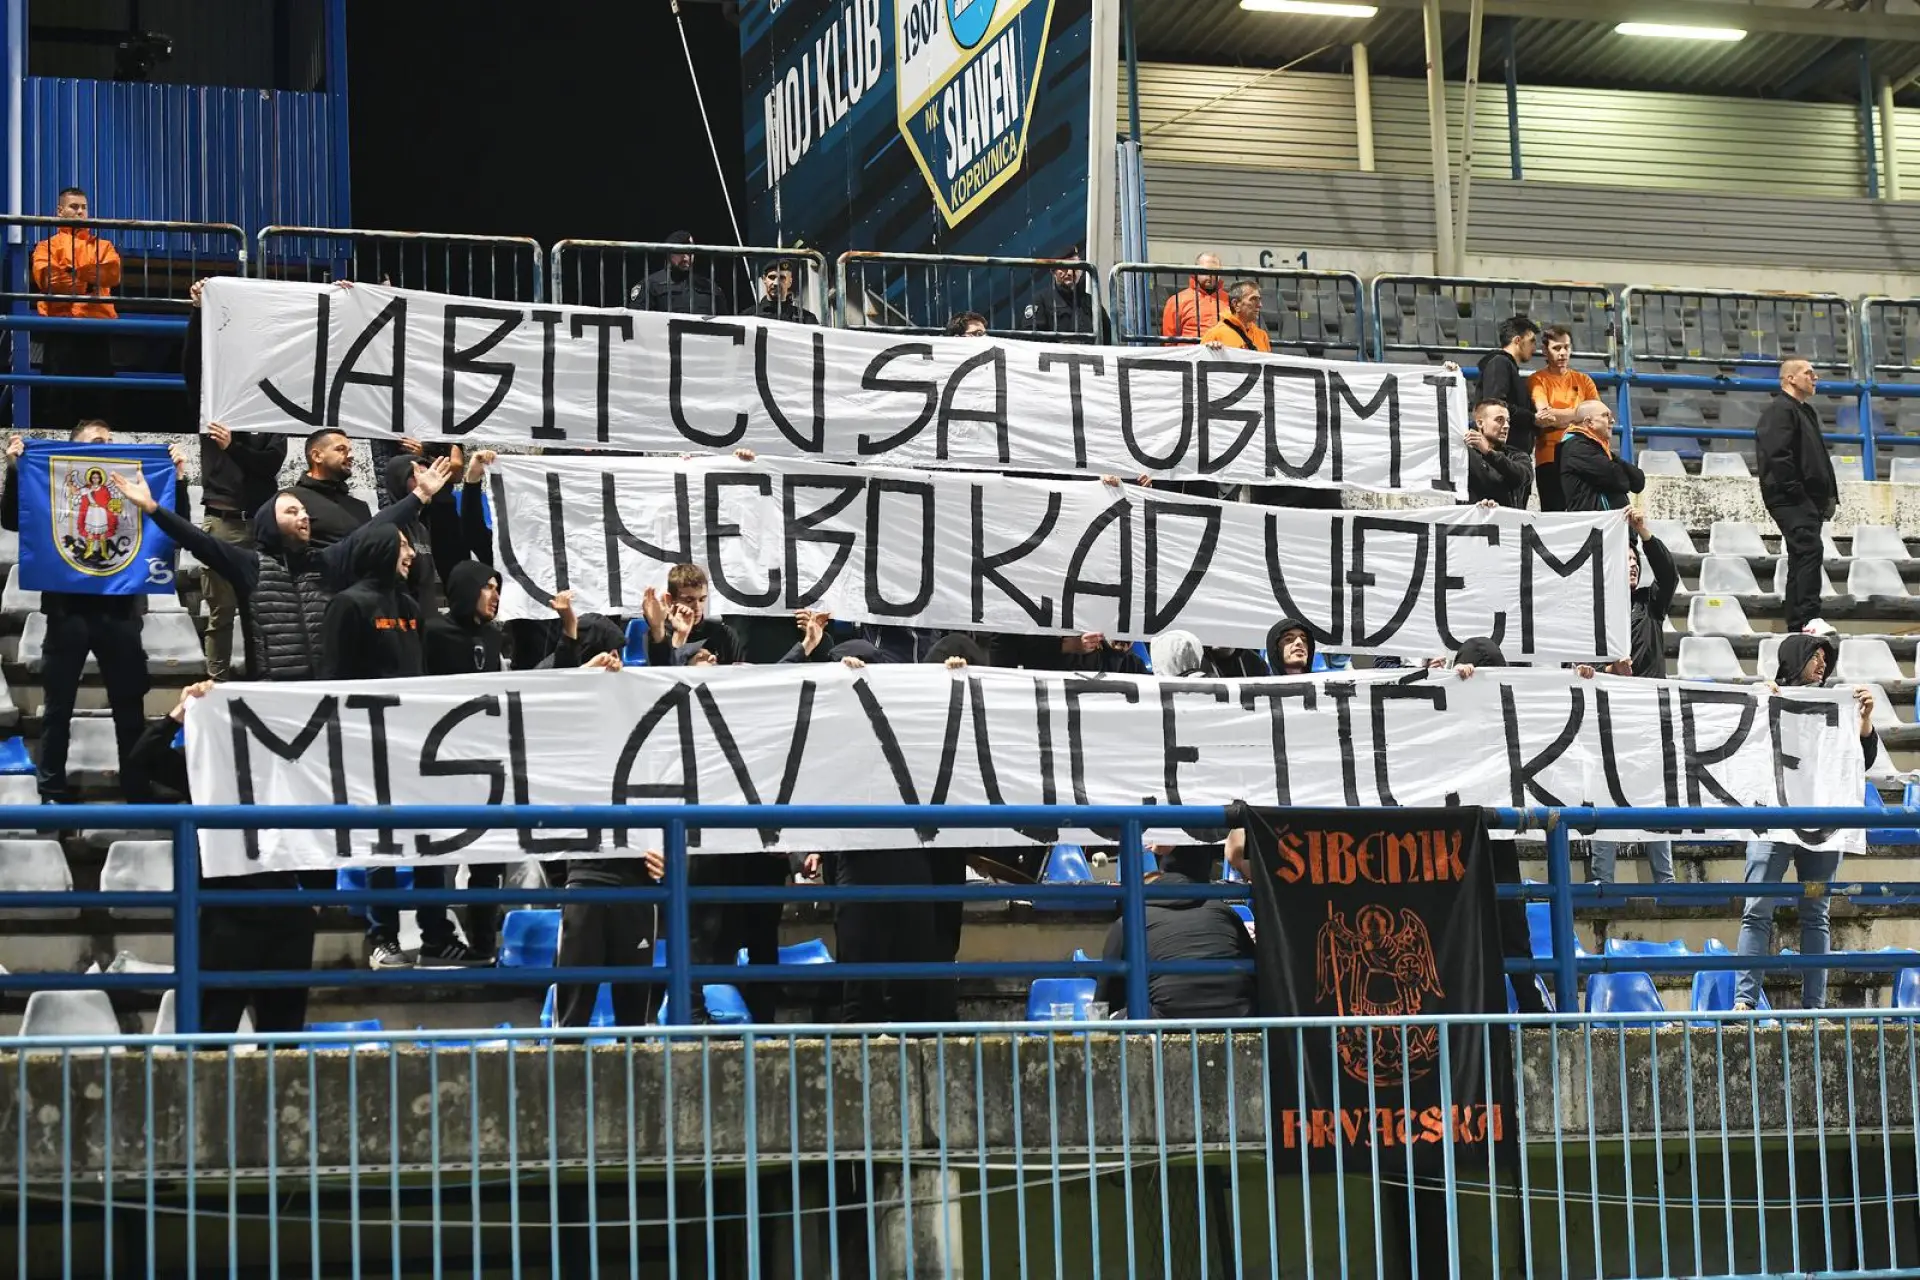 MOJ KLUB
1907
NK
SLAVEN
KOPRIVNICA
C-1
JA BIT ĆU SA TOBOM I
U NEBO KAD UĐEM
MISLAV VUČETIĆ KURE
Š
ŠIBENIK
HRVATSKA